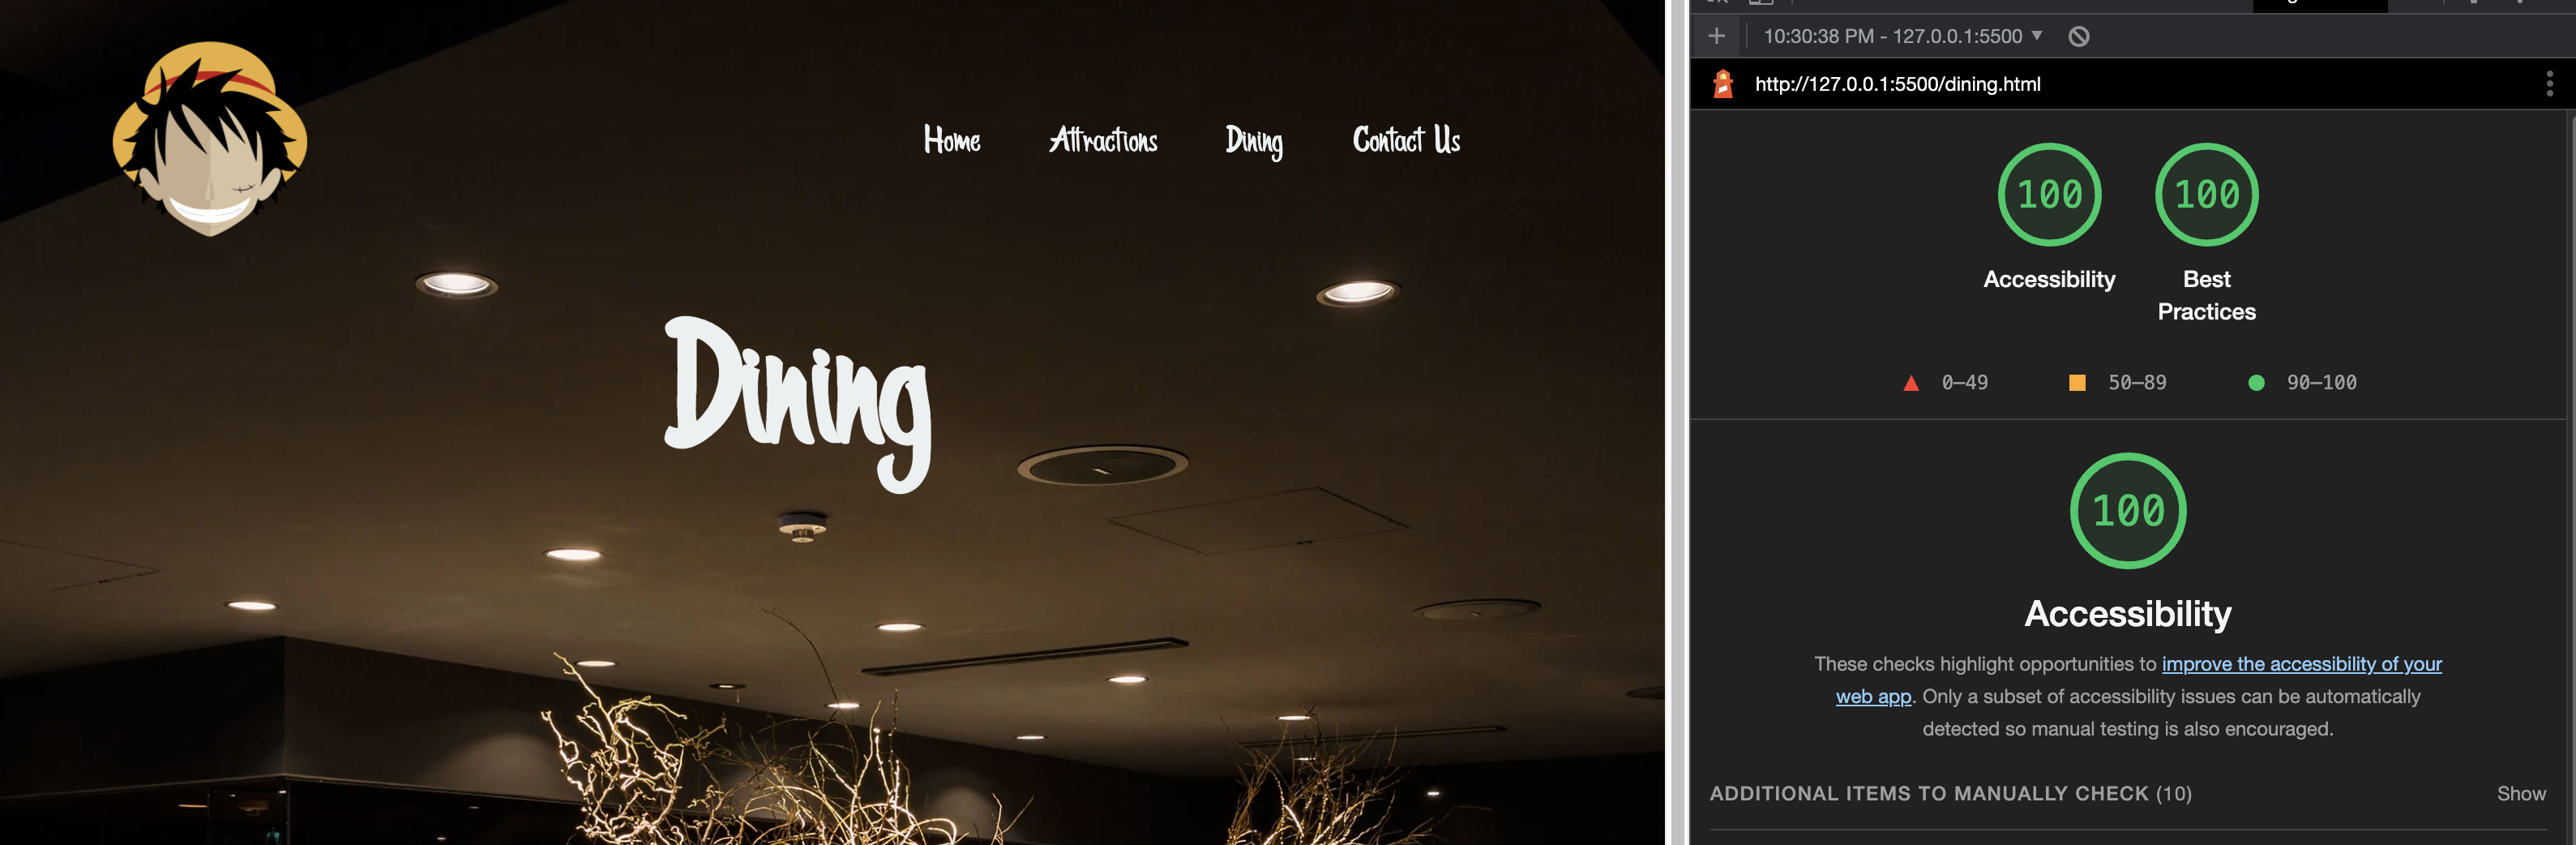 Home Attractions Dining Contact Us
Dining
10:30:38 PM - 127.0.0.1:5500
http://127.0.0.1:5500/dining.html
100 100
Accessibility Best
Practices
0–49 50–89 90–100
100
Accessibility
These checks highlight opportunities to improve the accessibility of your
web app. Only a subset of accessibility issues can be automatically
detected so manual testing is also encouraged.
ADDITIONAL ITEMS TO MANUALLY CHECK (10) Show